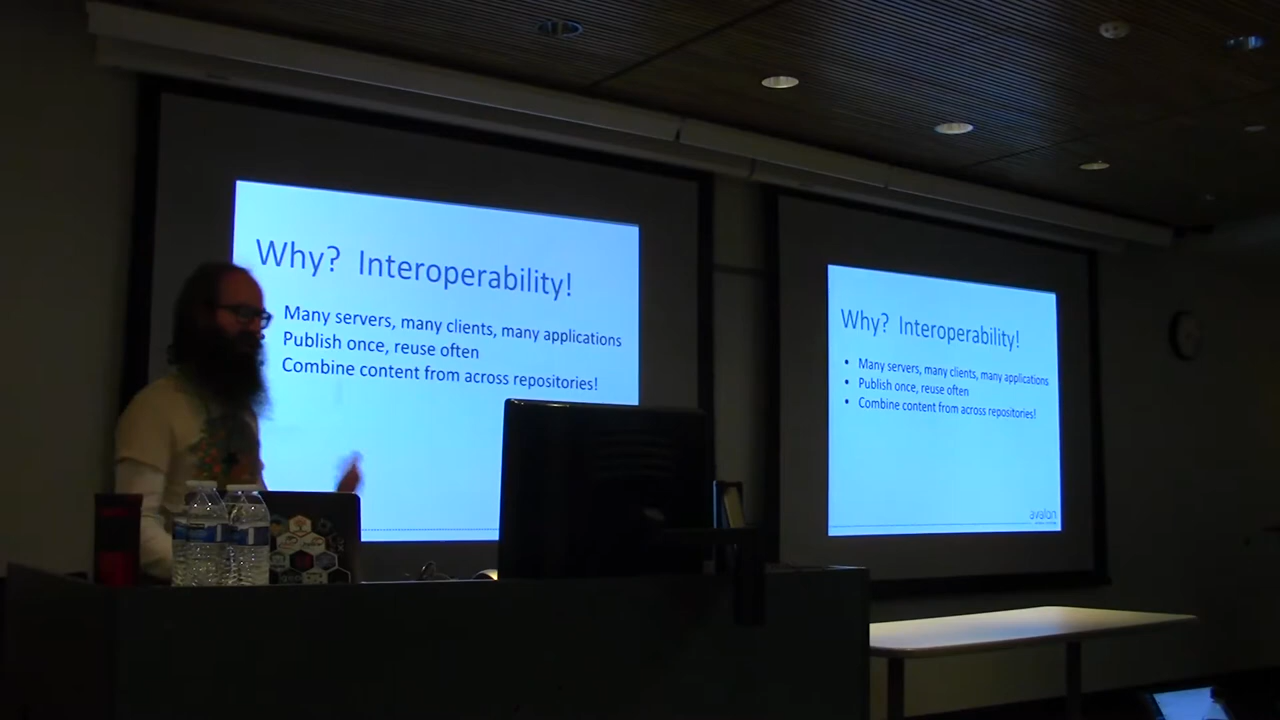 Why? Interoperability!
Many servers, many clients, many applications
Publish once, reuse often
Combine content from across repositories!
Why? Interoperability!
• Many servers, many clients, many applications
• Publish once, reuse often
• Combine content from across repositories!
avalon